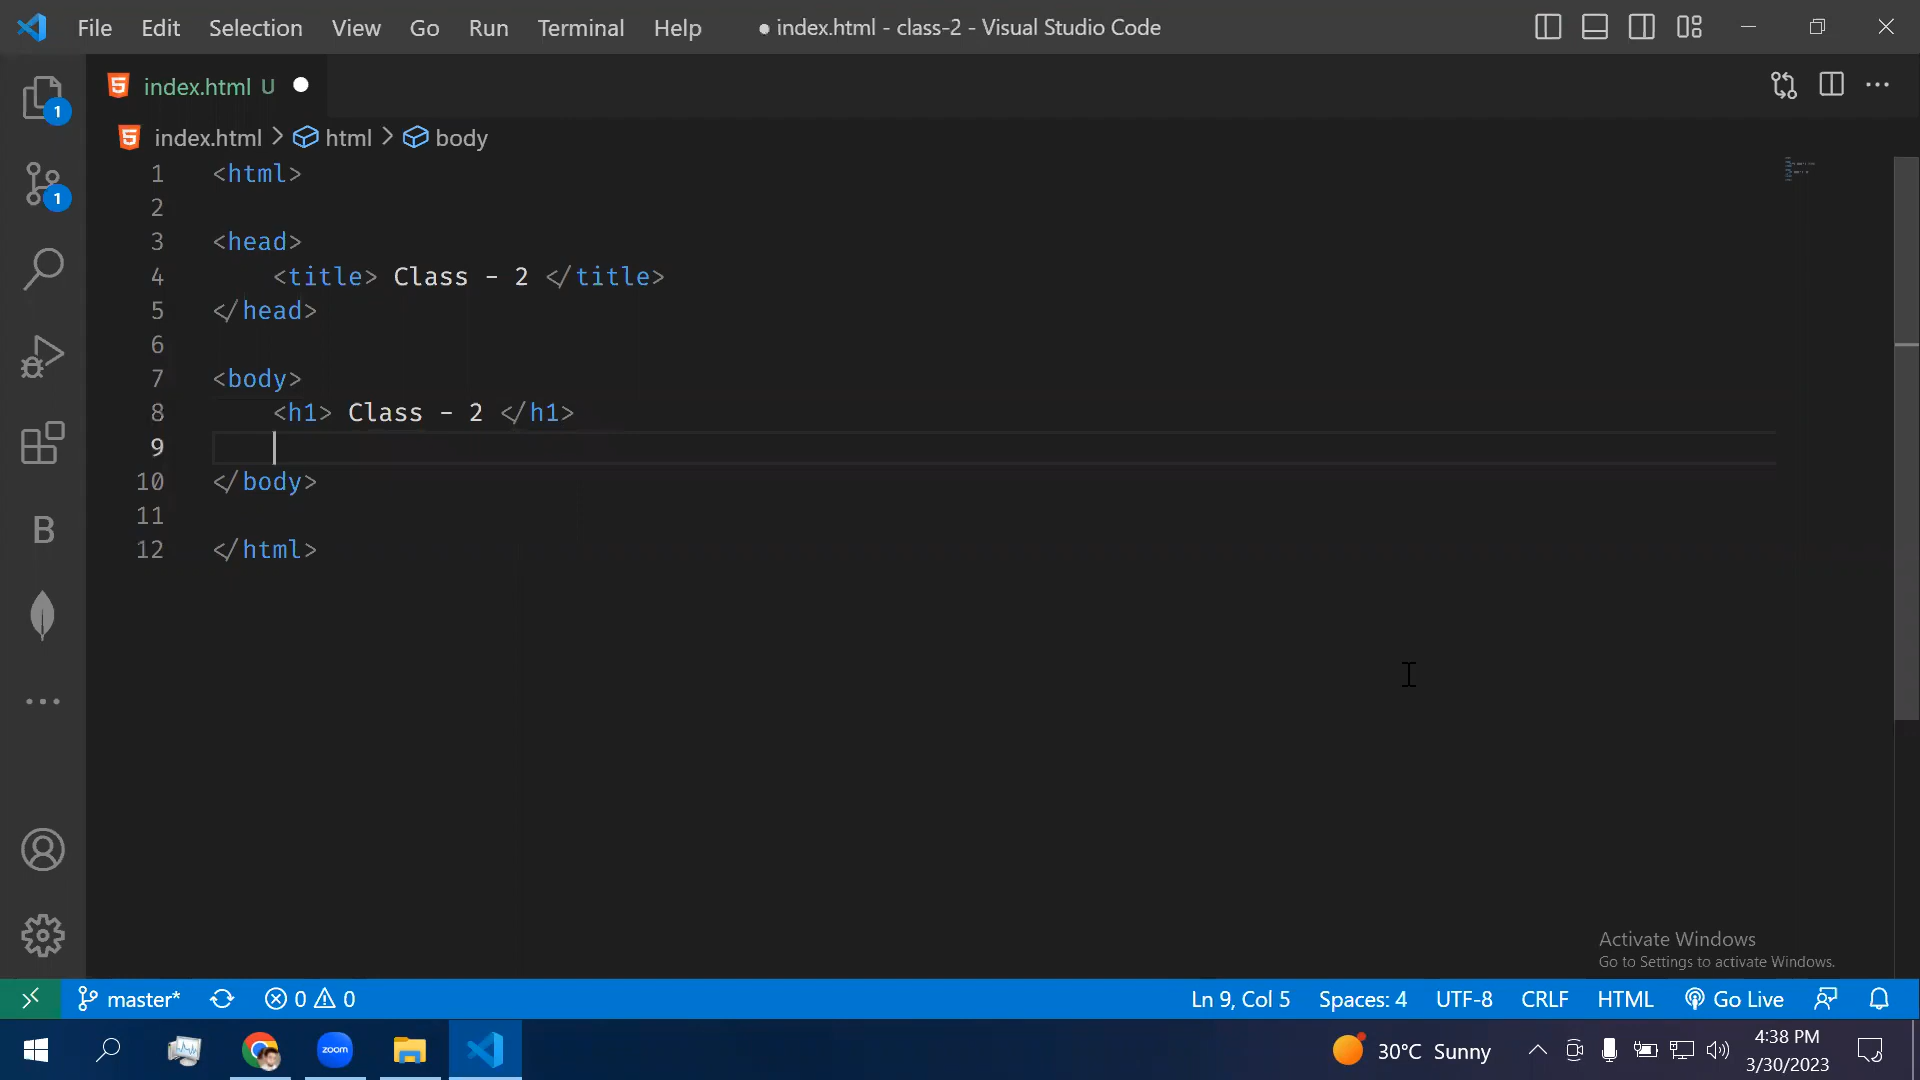 File Edit Selection View Go Run Terminal Help ● index.html - class-2 - Visual Studio Code
index.html U
index.html > html > body
1 <html>
2
3 <head>
4 <title> Class - 2 </title>
5 </head>
6
7 <body>
8 <h1> Class - 2 </h1>
9
10 </body>
11
12 </html>
1
1
B
Activate Windows
Go to Settings to activate Windows.
master* 0 0 Ln 9, Col 5 Spaces: 4 UTF-8 CRLF HTML Go Live
zoom 30°C Sunny 4:38 PM
3/30/2023